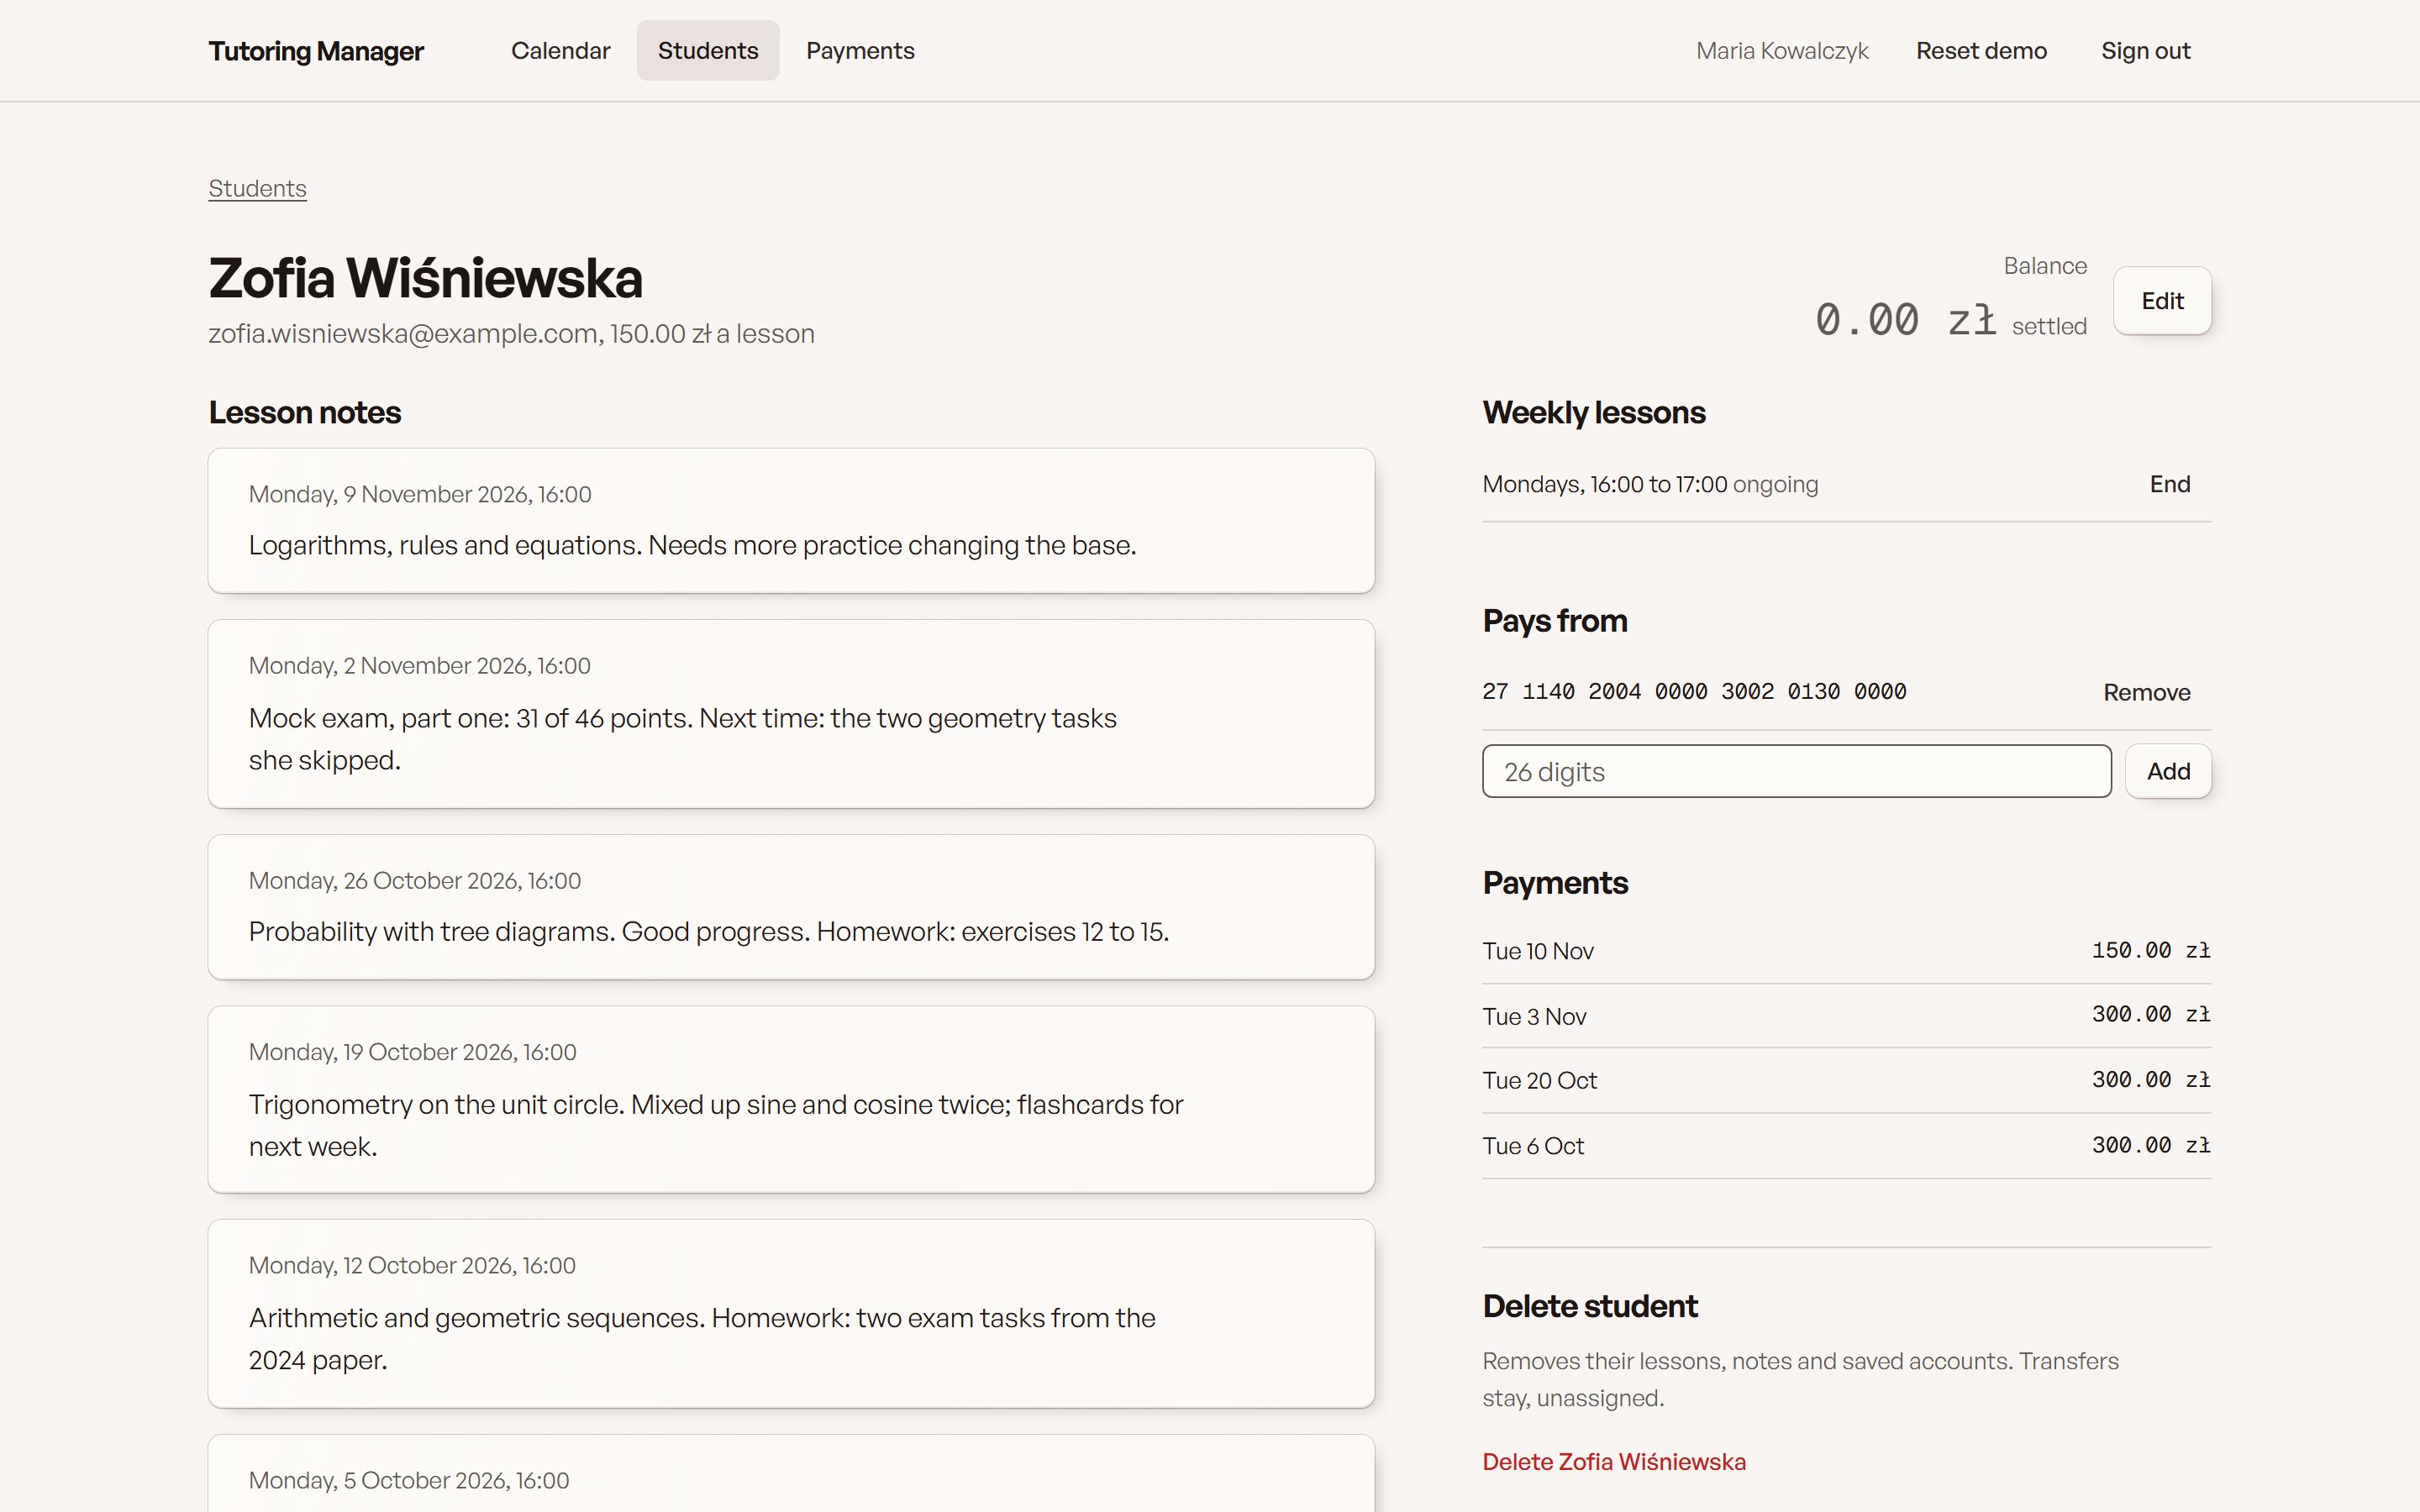 Tutoring Manager
Calendar
Students
Payments
Maria Kowalczyk
Reset demo
Sign out
Students
Zofia Wiśniewska
zofia.wisniewska@example.com, 150.00 zł a lesson
Balance
0.00 zł settled
Edit
Lesson notes
Monday, 9 November 2026, 16:00
Logarithms, rules and equations. Needs more practice changing the base.
Monday, 2 November 2026, 16:00
Mock exam, part one: 31 of 46 points. Next time: the two geometry tasks
she skipped.
Monday, 26 October 2026, 16:00
Probability with tree diagrams. Good progress. Homework: exercises 12 to 15.
Monday, 19 October 2026, 16:00
Trigonometry on the unit circle. Mixed up sine and cosine twice; flashcards for
next week.
Monday, 12 October 2026, 16:00
Arithmetic and geometric sequences. Homework: two exam tasks from the
2024 paper.
Monday, 5 October 2026, 16:00
Weekly lessons
Mondays, 16:00 to 17:00 ongoing
End
Pays from
27 1140 2004 0000 3002 0130 0000
Remove
26 digits
Add
Payments
Tue 10 Nov 150.00 zł
Tue 3 Nov 300.00 zł
Tue 20 Oct 300.00 zł
Tue 6 Oct 300.00 zł
Delete student
Removes their lessons, notes and saved accounts. Transfers
stay, unassigned.
Delete Zofia Wiśniewska